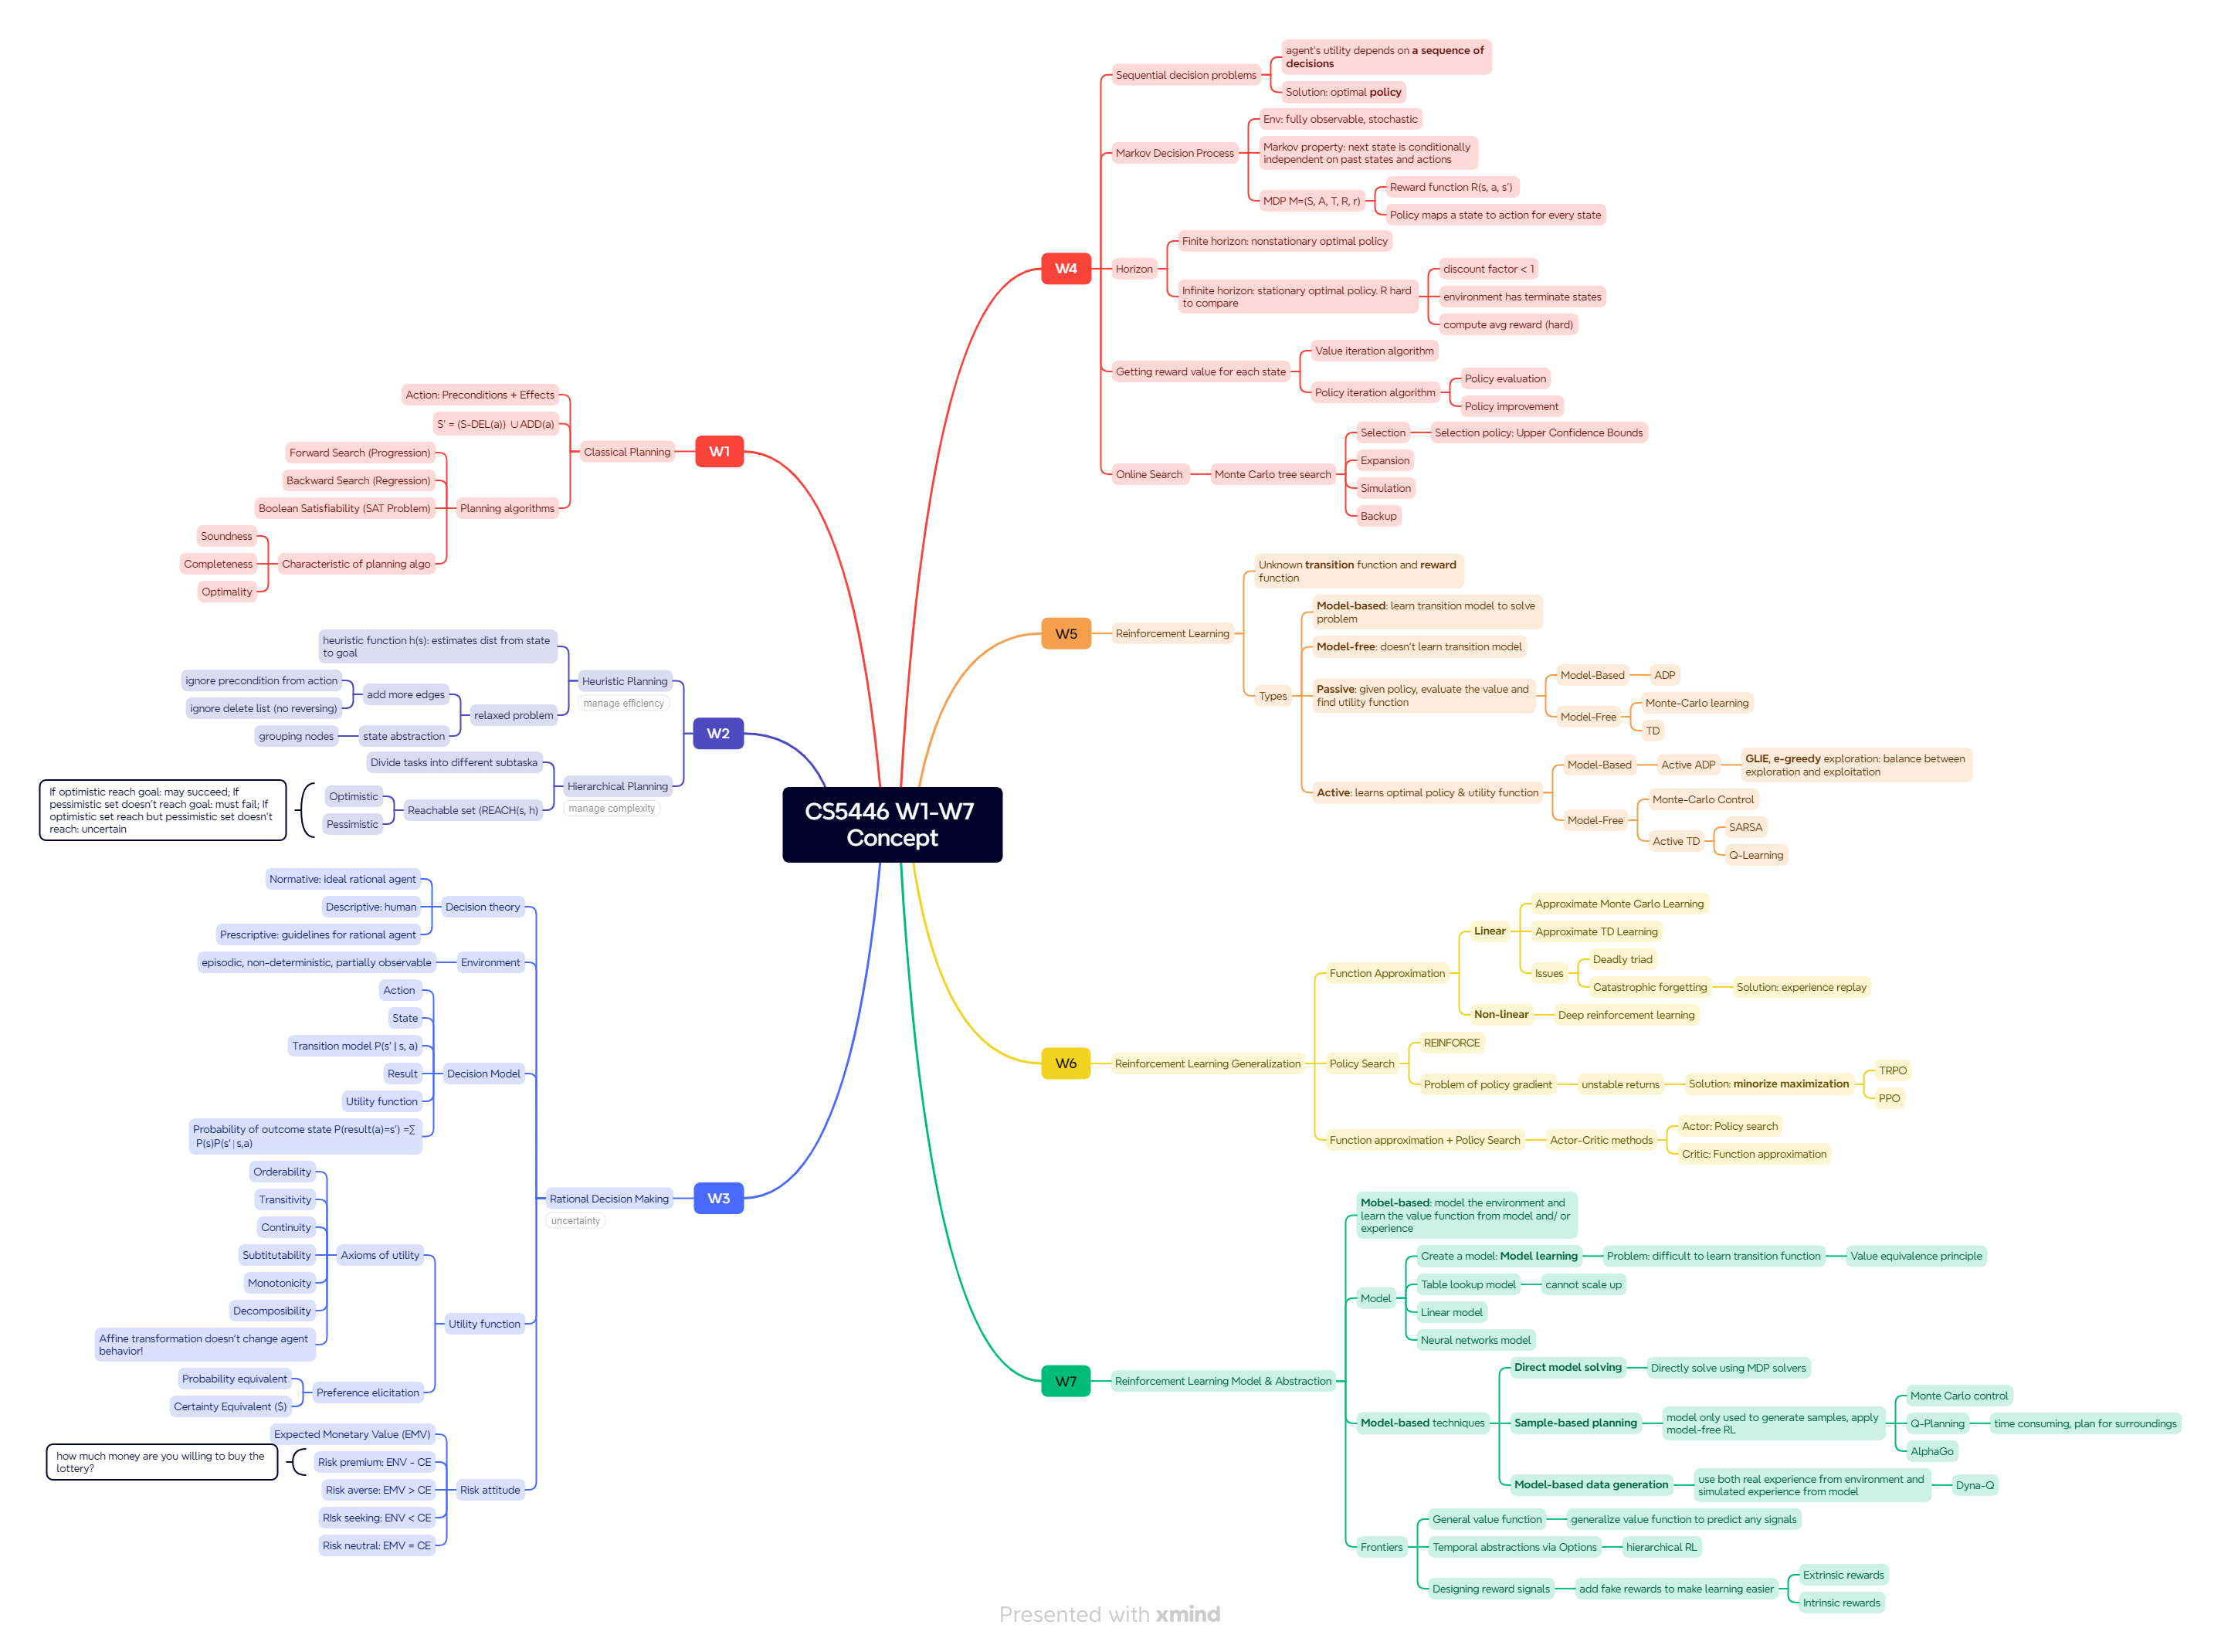 CS5446 W1-W7
Concept
W1
Classical Planning
Action: Preconditions + Effects
S' = (S-DEL(a)) ∪ ADD(a)
Planning algorithms
Forward Search (Progression)
Backward Search (Regression)
Boolean Satisfiability (SAT Problem)
Characteristic of planning algo
Soundness
Completeness
Optimality
W2
Heuristic Planning
manage efficiency
heuristic function h(s): estimates dist from state
to goal
relaxed problem
add more edges
ignore precondition from action
ignore delete list (no reversing)
state abstraction
grouping nodes
Hierarchical Planning
manage complexity
Divide tasks into different subtaska
Reachable set (REACH(s, h)
Optimistic
Pessimistic
If optimistic reach goal: may succeed; If
pessimistic set doesn't reach goal: must fail; If
optimistic set reach but pessimistic set doesn't
reach: uncertain
W3
Rational Decision Making
uncertainty
Decision theory
Normative: ideal rational agent
Descriptive: human
Prescriptive: guidelines for rational agent
Environment
episodic, non-deterministic, partially observable
Decision Model
Action
State
Transition model P(s' | s, a)
Result
Utility function
Probability of outcome state P(result(a)=s') =∑
P(s)P(s' | s,a)
Utility function
Axioms of utility
Orderability
Transitivity
Continuity
Subtitutability
Monotonicity
Decomposibility
Affine transformation doesn't change agent
behavior!
Preference elicitation
Probability equivalent
Certainty Equivalent ($)
Risk attitude
Expected Monetary Value (EMV)
Risk premium: ENV - CE
how much money are you willing to buy the
lottery?
Risk averse: EMV > CE
RIsk seeking: ENV < CE
Risk neutral: EMV = CE
W4
Sequential decision problems
agent's utility depends on a sequence of
decisions
Solution: optimal policy
Markov Decision Process
Env: fully observable, stochastic
Markov property: next state is conditionally
independent on past states and actions
MDP M=(S, A, T, R, r)
Reward function R(s, a, s')
Policy maps a state to action for every state
Horizon
Finite horizon: nonstationary optimal policy
Infinite horizon: stationary optimal policy. R hard
to compare
discount factor < 1
environment has terminate states
compute avg reward (hard)
Getting reward value for each state
Value iteration algorithm
Policy iteration algorithm
Policy evaluation
Policy improvement
Online Search
Monte Carlo tree search
Selection
Selection policy: Upper Confidence Bounds
Expansion
Simulation
Backup
W5
Reinforcement Learning
Unknown transition function and reward
function
Types
Model-based: learn transition model to solve
problem
Model-free: doesn't learn transition model
Passive: given policy, evaluate the value and
find utility function
Model-Based
ADP
Model-Free
Monte-Carlo learning
TD
Active: learns optimal policy & utility function
Model-Based
Active ADP
GLIE, e-greedy exploration: balance between
exploration and exploitation
Model-Free
Monte-Carlo Control
Active TD
SARSA
Q-Learning
W6
Reinforcement Learning Generalization
Function Approximation
Linear
Approximate Monte Carlo Learning
Approximate TD Learning
Issues
Deadly triad
Catastrophic forgetting
Solution: experience replay
Non-linear
Deep reinforcement learning
Policy Search
REINFORCE
Problem of policy gradient
unstable returns
Solution: minorize maximization
TRPO
PPO
Function approximation + Policy Search
Actor-Critic methods
Actor: Policy search
Critic: Function approximation
W7
Reinforcement Learning Model & Abstraction
Mobel-based: model the environment and
learn the value function from model and/ or
experience
Model
Create a model: Model learning
Problem: difficult to learn transition function
Value equivalence principle
Table lookup model
cannot scale up
Linear model
Neural networks model
Model-based techniques
Direct model solving
Directly solve using MDP solvers
Sample-based planning
model only used to generate samples, apply
model-free RL
Monte Carlo control
Q-Planning
time consuming, plan for surroundings
AlphaGo
Model-based data generation
use both real experience from environment and
simulated experience from model
Dyna-Q
Frontiers
General value function
generalize value function to predict any signals
Temporal abstractions via Options
hierarchical RL
Designing reward signals
add fake rewards to make learning easier
Extrinsic rewards
Intrinsic rewards
Presented with xmind